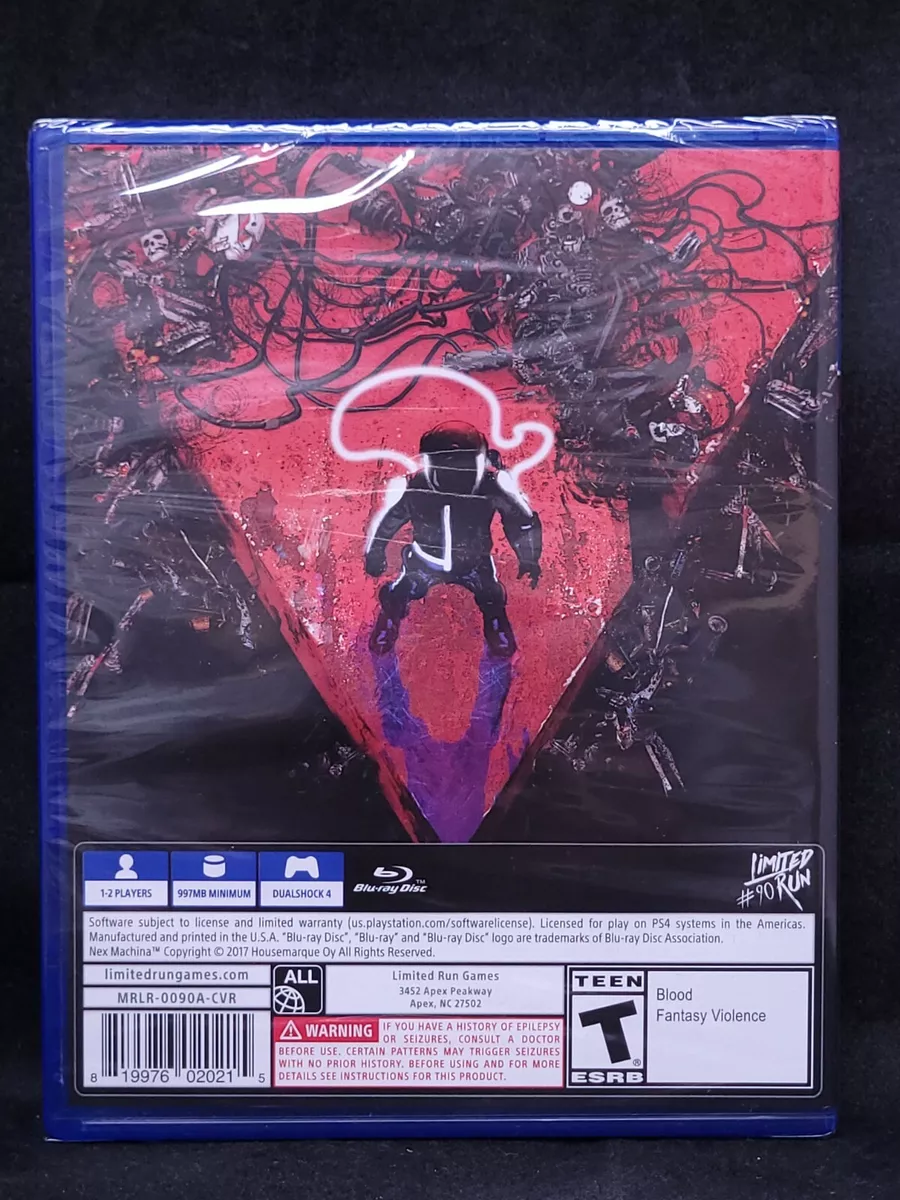 1-2 PLAYERS
997MB MINIMUM
DUALSHOCK 4
Blu-ray Disc™
LIMITED
#90 RUN
Software subject to license and limited warranty (us.playstation.com/softwarelicense). Licensed for play on PS4 systems in the Americas.
Manufactured and printed in the U.S.A. "Blu-ray Disc", "Blu-ray" and "Blu-ray Disc" logo are trademarks of Blu-ray Disc Association.
Nex Machina™ Copyright © 2017 Housemarque Oy All Rights Reserved.
limitedrungames.com
MRLR-0090A-CVR
8 19976 02021 5
ALL
Limited Run Games
3452 Apex Peakway
Apex, NC 27502
WARNING IF YOU HAVE A HISTORY OF EPILEPSY
OR SEIZURES, CONSULT A DOCTOR
BEFORE USE. CERTAIN PATTERNS MAY TRIGGER SEIZURES
WITH NO PRIOR HISTORY. BEFORE USING AND FOR MORE
DETAILS SEE INSTRUCTIONS FOR THIS PRODUCT.
TEEN
T®
ESRB
Blood
Fantasy Violence